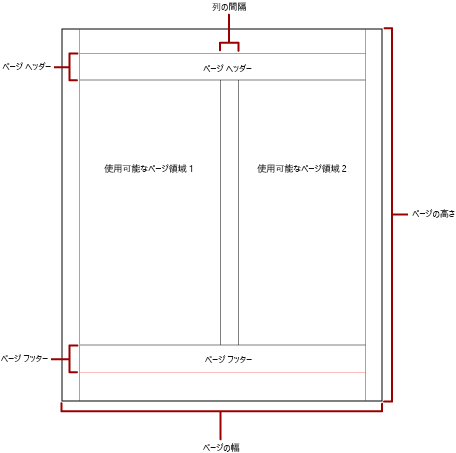 列の間隔
ページ ヘッダー
ページ ヘッダー
使用可能なページ領域 1
使用可能なページ領域 2
ページの高さ
ページ フッター
ページ フッター
ページの幅